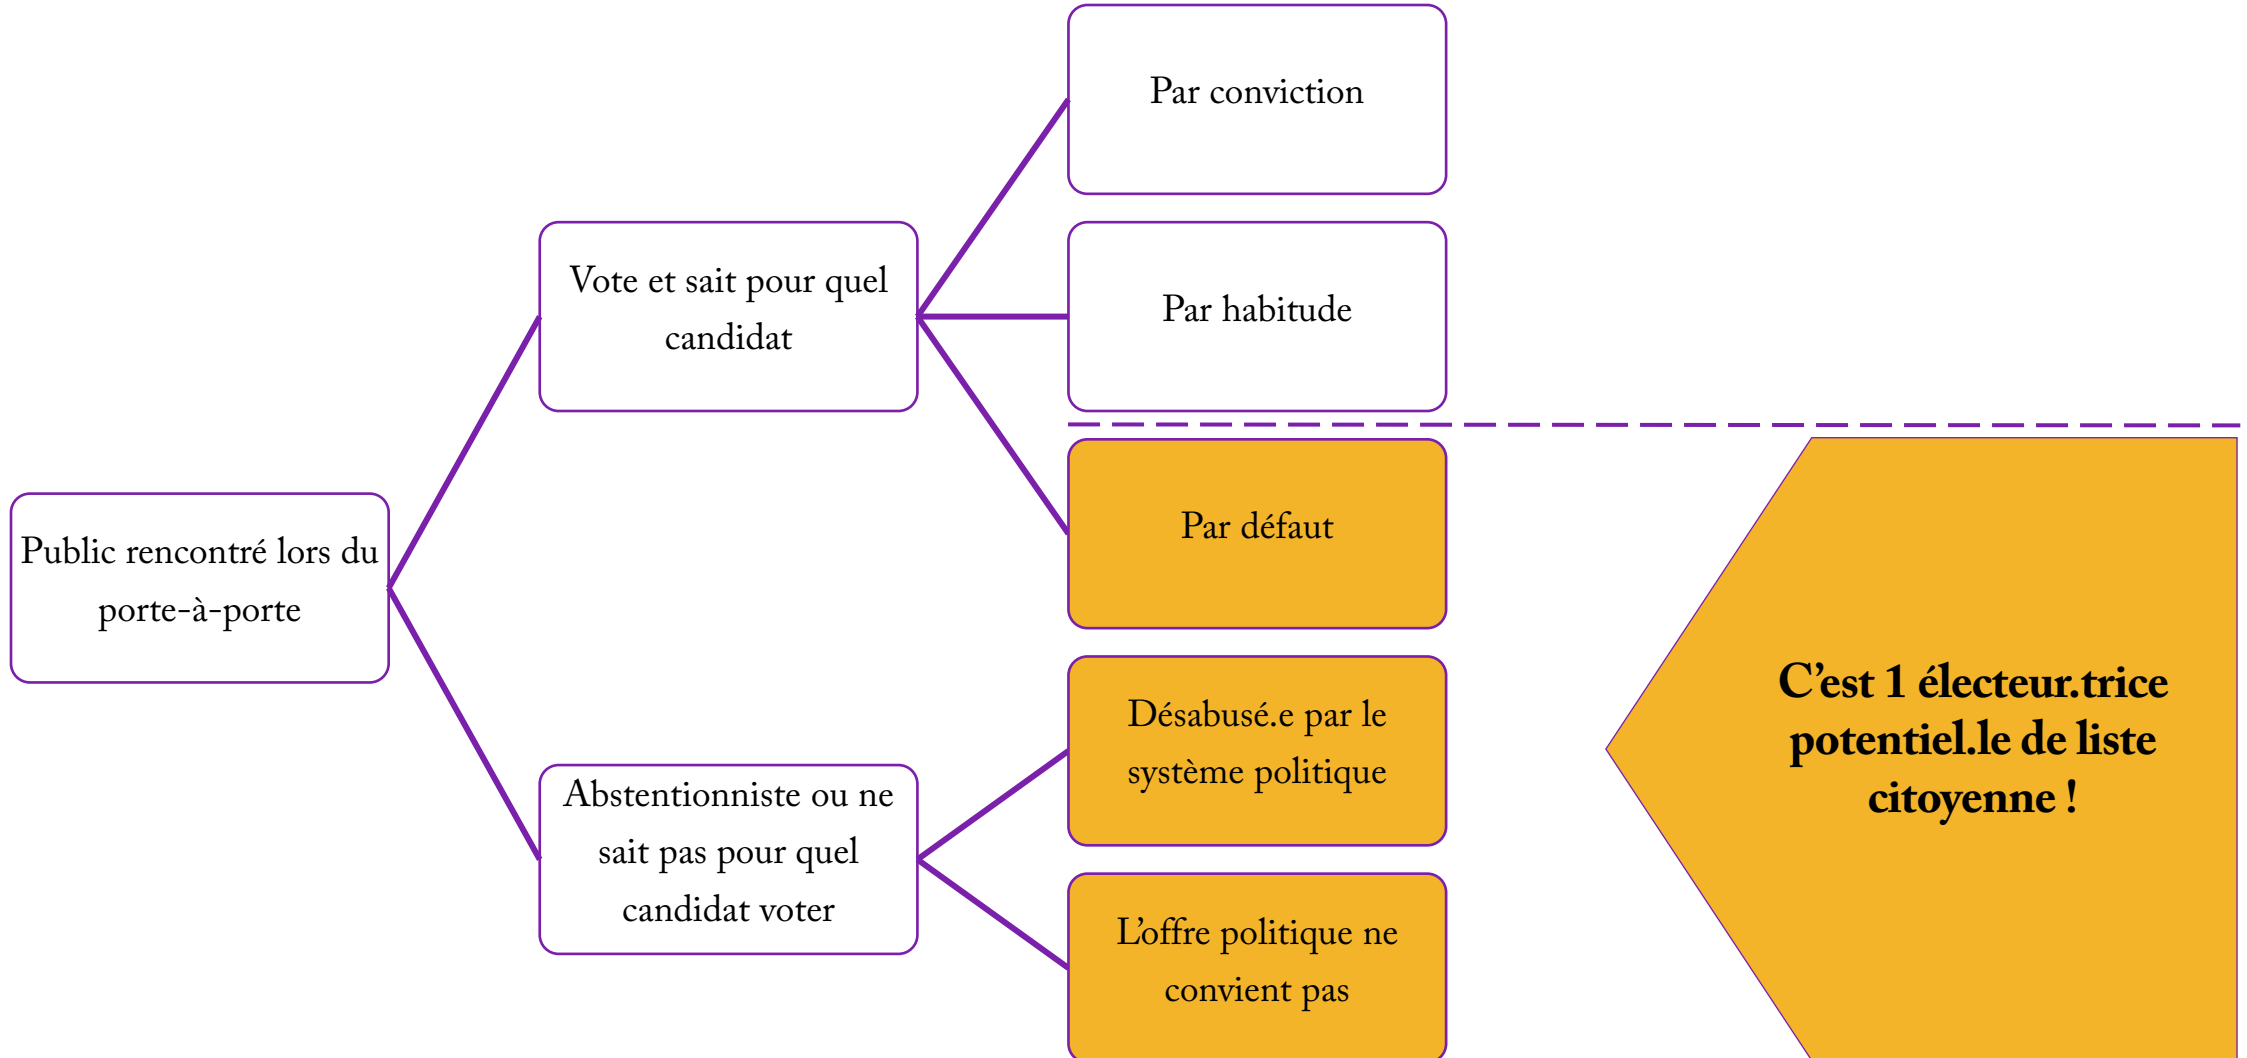 Par conviction
Vote et sait pour quel
candidat
Par habitude
Par défaut
Public rencontré lors du
porte-à-porte
Désabusé.e par le
système politique
C’est 1 électeur.trice
potentiel.le de liste
citoyenne !
Abstentionniste ou ne
sait pas pour quel
candidat voter
L’offre politique ne
convient pas